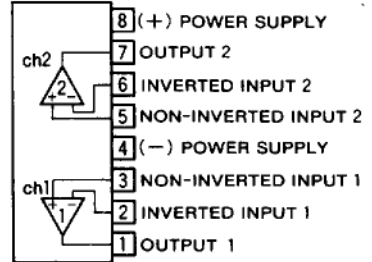 8 (+) POWER SUPPLY
7 OUTPUT 2
ch2
2
+ −
6 INVERTED INPUT 2
5 NON-INVERTED INPUT 2
4 (−) POWER SUPPLY
3 NON-INVERTED INPUT 1
ch1
+ −
1
2 INVERTED INPUT 1
1 OUTPUT 1